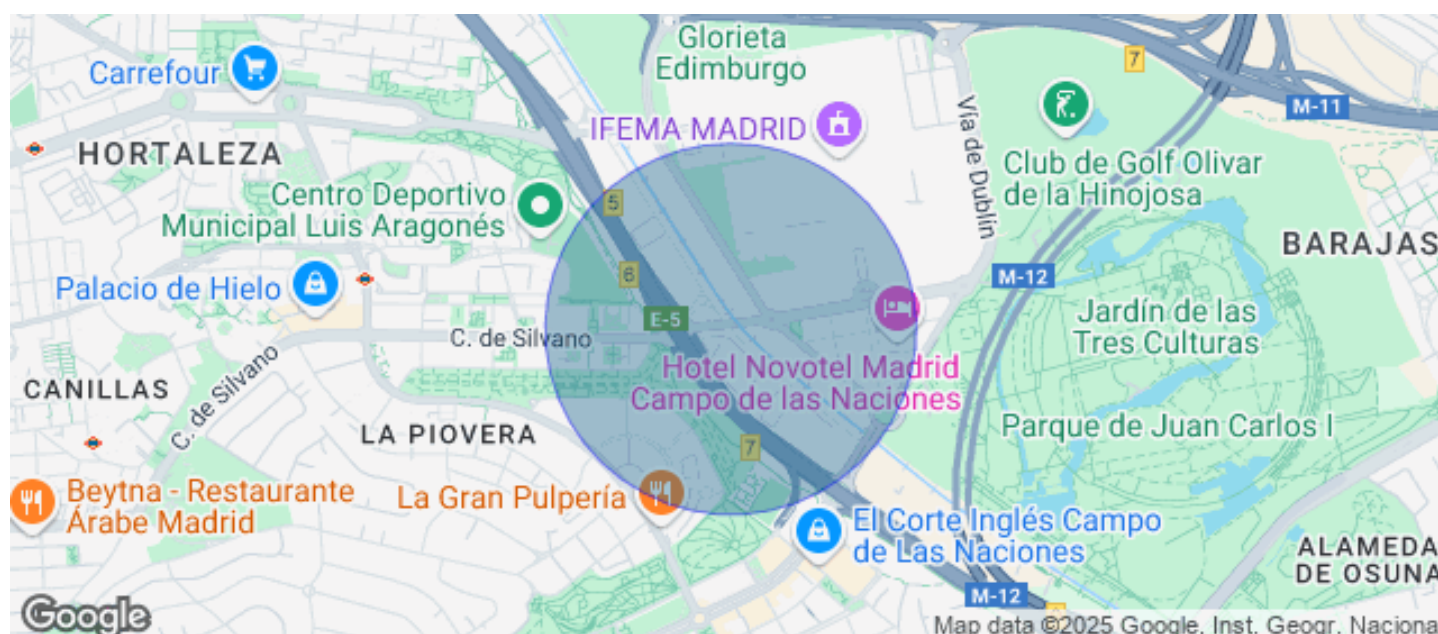 Glorieta
Edimburgo
Carrefour
7
M-11
IFEMA MADRID
Vía de Dublín
HORTALEZA
Club de Golf Olivar
de la Hinojosa
Centro Deportivo
Municipal Luis Aragonés
5
BARAJAS
6
M-12
Palacio de Hielo
E-5
Jardín de las
Tres Culturas
C. de Silvano
Hotel Novotel Madrid
Campo de las Naciones
CANILLAS
C. de Silvano
LA PIOVERA
Parque de Juan Carlos I
7
Beytna - Restaurante
Árabe Madrid
La Gran Pulpería
El Corte Inglés Campo
de Las Naciones
ALAMEDA
DE OSUNA
M-12
Google
Map data ©2025 Google, Inst. Geogr. Naciona